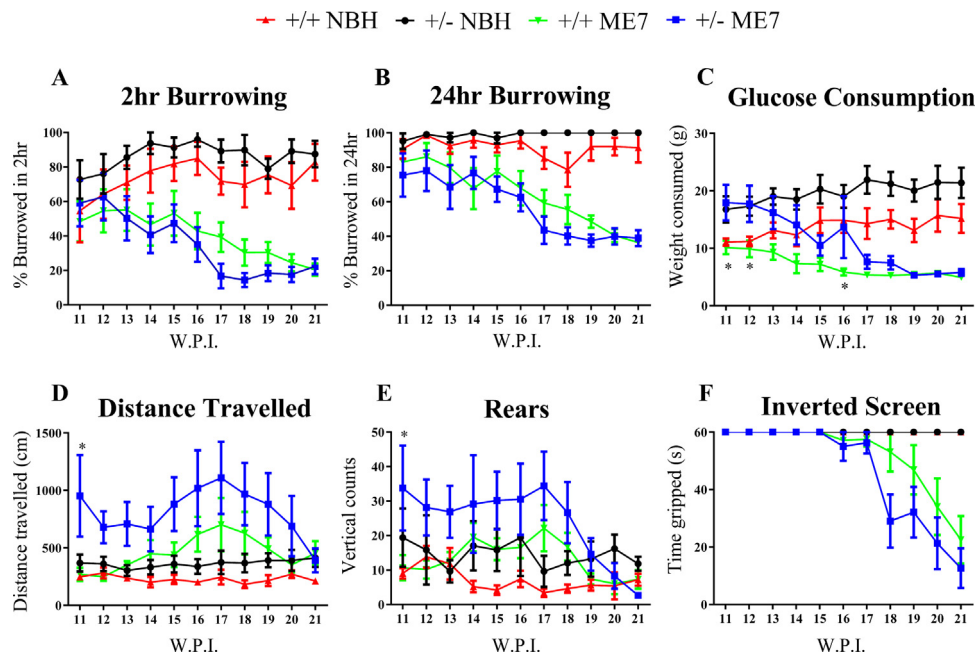 +/+ NBH +/- NBH +/+ ME7 +/- ME7
A 2hr Burrowing
% Burrowed in 2hr
100
80
60
40
20
0
11 12 13 14 15 16 17 18 19 20 21
W.P.I.
B 24hr Burrowing
% Burrowed in 24hr
100
80
60
40
20
0
11 12 13 14 15 16 17 18 19 20 21
W.P.I.
C Glucose Consumption
Weight consumed (g)
30
20
10
0
* * *
11 12 13 14 15 16 17 18 19 20 21
W.P.I.
D Distance Travelled
Distance travelled (cm)
1500
1000
500
0
*
11 12 13 14 15 16 17 18 19 20 21
W.P.I.
E Rears
Vertical counts
50
40
30
20
10
0
*
11 12 13 14 15 16 17 18 19 20 21
W.P.I.
F Inverted Screen
Time gripped (s)
60
40
20
0
11 12 13 14 15 16 17 18 19 20 21
W.P.I.